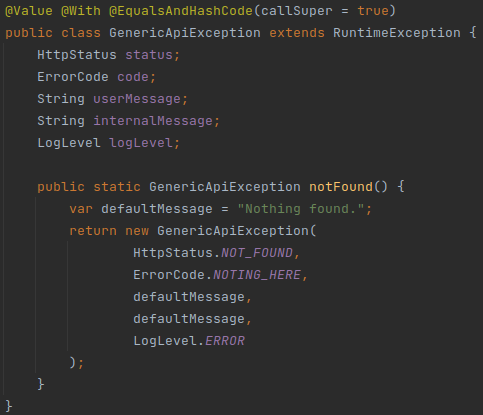 @Value @With @EqualsAndHashCode(callSuper = true)
public class GenericApiException extends RuntimeException {
HttpStatus status;
ErrorCode code;
String userMessage;
String internalMessage;
LogLevel logLevel;
public static GenericApiException notFound() {
var defaultMessage = "Nothing found.";
return new GenericApiException(
HttpStatus.NOT_FOUND,
ErrorCode.NOTING_HERE,
defaultMessage,
defaultMessage,
LogLevel.ERROR
);
}
}